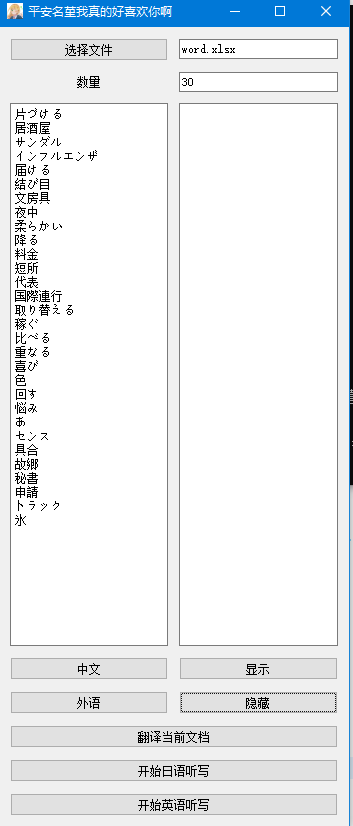 平安名堇我真的好喜欢你啊
选择文件
word.xlsx
数量
30
片づける
居酒屋
サンダル
インフルエンザ
届ける
結び目
文房具
夜中
柔らかい
降る
料金
短所
代表
国際連行
取り替える
稼ぐ
比べる
重なる
喜び
色
回す
悩み
あ
センス
具合
故郷
秘書
申請
トラック
氷
中文
显示
外语
隐藏
翻译当前文档
开始日语听写
开始英语听写